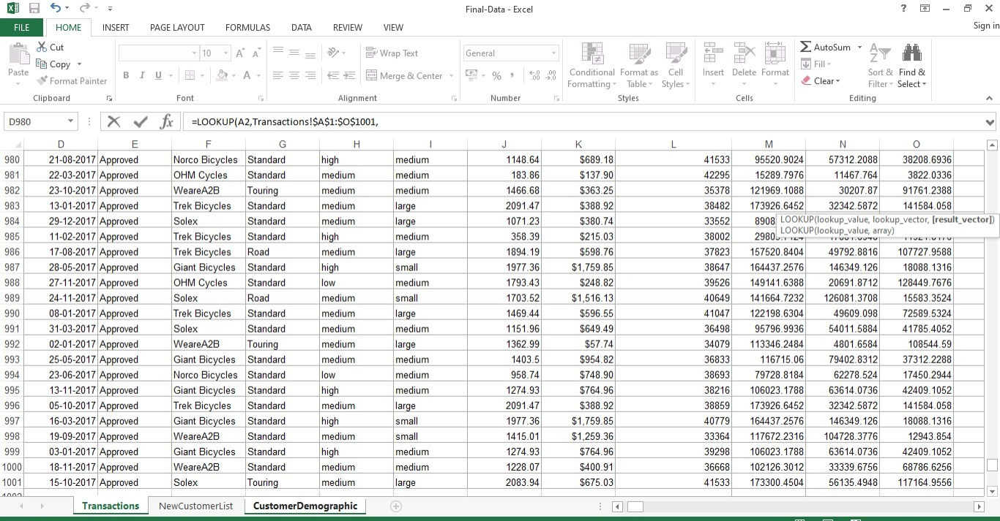 Final-Data - Excel
Sign in
FILE HOME INSERT PAGE LAYOUT FORMULAS DATA REVIEW VIEW
Paste
Cut
Copy
Format Painter
Clipboard
10
B I U
Font
Wrap Text
Merge & Center
Alignment
General
Number
Conditional Formatting
Format as Table
Cell Styles
Styles
Insert
Delete
Format
Cells
AutoSum
Fill
Clear
Sort & Filter
Find & Select
Editing
D980 fx =LOOKUP(A2,Transactions!$A$1:$O$1001,
D E F G H I J K L M N O
980 21-08-2017 Approved Norco Bicycles Standard high medium 1148.64 $689.18 41533 95520.9024 57312.2088 38208.6936
981 22-03-2017 Approved OHM Cycles Standard medium medium 183.86 $137.90 42295 15289.7976 11467.764 3822.0336
982 23-10-2017 Approved WeareA2B Touring medium medium 1466.68 $363.25 35378 121969.1088 30207.87 91761.2388
983 13-01-2017 Approved Trek Bicycles Standard medium large 2091.47 $388.92 38482 173926.6452 32342.5872 141584.058
984 29-12-2017 Approved Solex Standard medium large 1071.23 $380.74 33552 8908
LOOKUP(lookup_value, lookup_vector, [result_vector])
LOOKUP(lookup_value, array)
985 11-02-2017 Approved Trek Bicycles Standard high medium 358.39 $215.03 38002
986 17-08-2017 Approved Trek Bicycles Road medium large 1894.19 $598.76 37823 157520.8404 49792.8816 107727.9588
987 28-05-2017 Approved Giant Bicycles Standard high small 1977.36 $1,759.85 38647 164437.2576 146349.126 18088.1316
988 27-11-2017 Approved OHM Cycles Standard low medium 1793.43 $248.82 39526 149141.6388 20691.8712 128449.7676
989 24-11-2017 Approved Solex Road medium small 1703.52 $1,516.13 40649 141664.7232 126081.3708 15583.3524
990 08-01-2017 Approved Trek Bicycles Standard medium large 1469.44 $596.55 41047 122198.6304 49609.098 72589.5324
991 31-03-2017 Approved Solex Standard medium medium 1151.96 $649.49 36498 95796.9936 54011.5884 41785.4052
992 02-01-2017 Approved WeareA2B Touring medium large 1362.99 $57.74 34079 113346.2484 4801.6584 108544.59
993 25-05-2017 Approved Giant Bicycles Standard medium medium 1403.5 $954.82 36833 116715.06 79402.8312 37312.2288
994 23-06-2017 Approved Norco Bicycles Standard low medium 958.74 $748.90 38693 79728.8184 62278.524 17450.2944
995 13-11-2017 Approved Giant Bicycles Standard high medium 1274.93 $764.96 38216 106023.1788 63614.0736 42409.1052
996 05-10-2017 Approved Trek Bicycles Standard medium large 2091.47 $388.92 38859 173926.6452 32342.5872 141584.058
997 16-03-2017 Approved Giant Bicycles Standard high small 1977.36 $1,759.85 40779 164437.2576 146349.126 18088.1316
998 19-09-2017 Approved WeareA2B Standard medium small 1415.01 $1,259.36 33364 117672.2316 104728.3776 12943.854
999 03-01-2017 Approved Giant Bicycles Standard high medium 1274.93 $764.96 39298 106023.1788 63614.0736 42409.1052
1000 18-11-2017 Approved WeareA2B Standard medium medium 1228.07 $400.91 36668 102126.3012 33339.6756 68786.6256
1001 15-10-2017 Approved Solex Touring medium large 2083.94 $675.03 41533 173300.4504 56135.4948 117164.9556
Transactions NewCustomerList CustomerDemographic